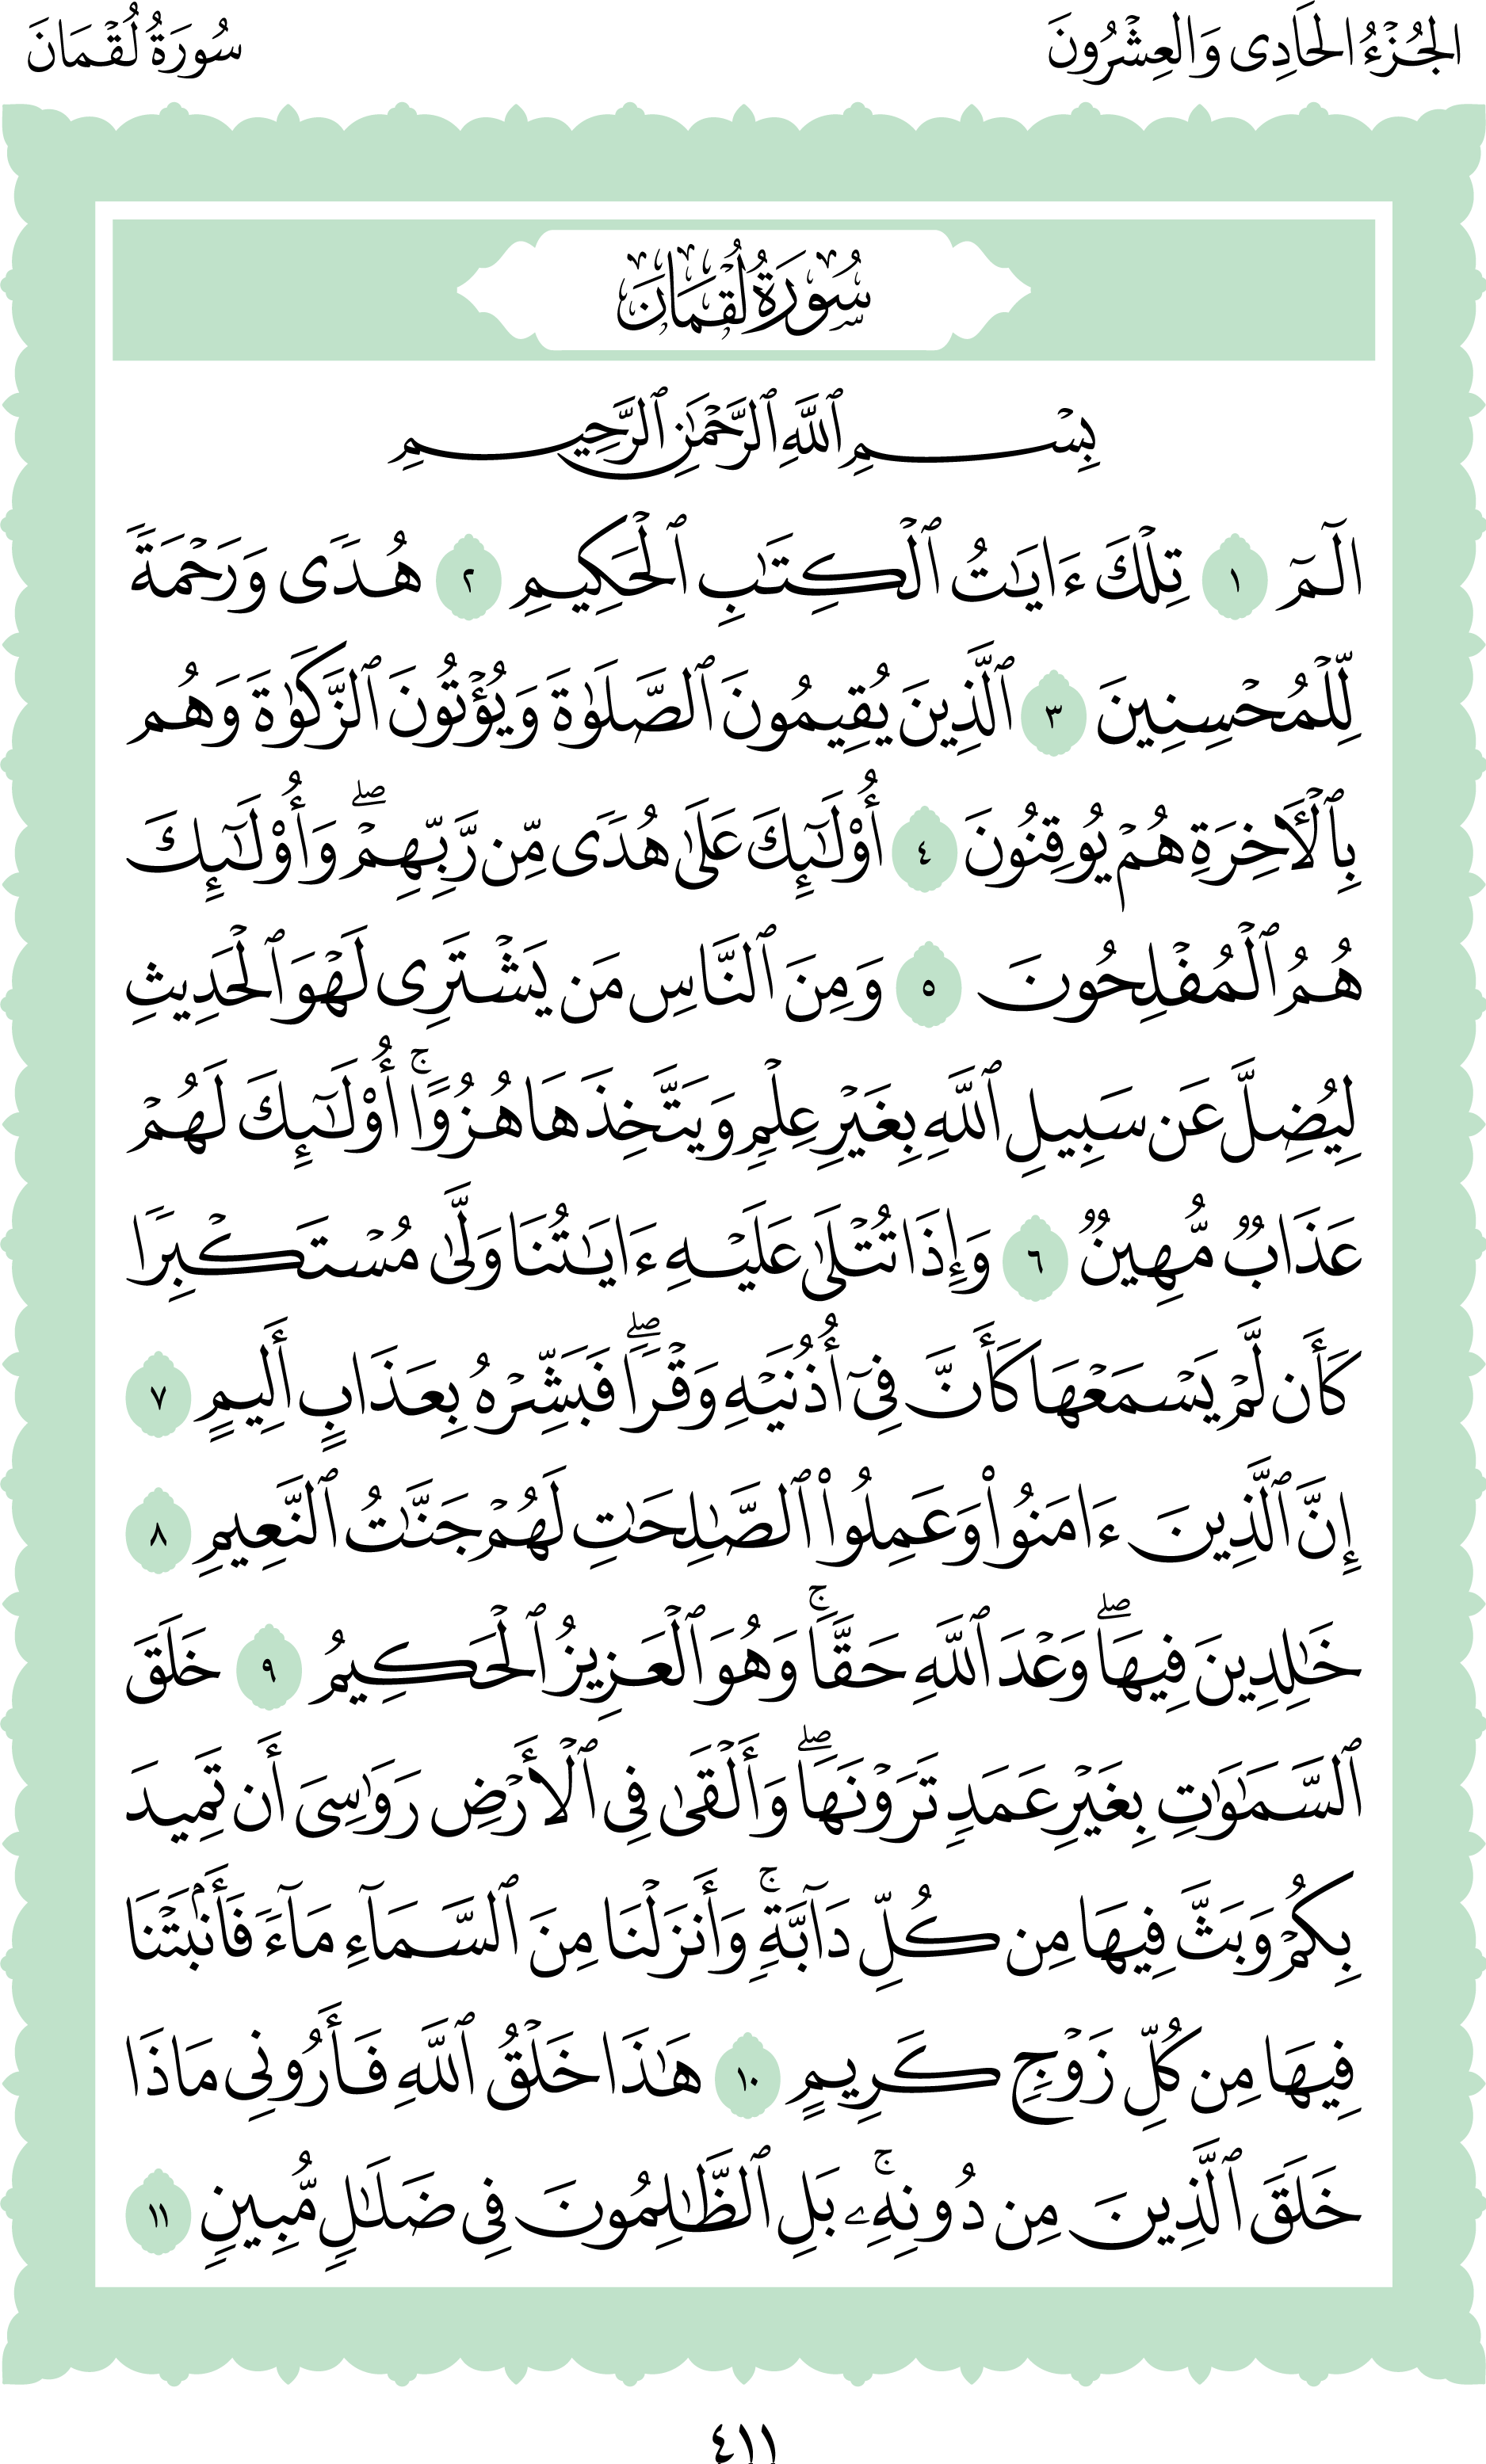 الجُزْءُ الحَادِى وَالعِشْرُونَ
سُورَةُ لُقْمَانَ
سُورَةُ لُقْمَانَ
بِسْمِ ٱللَّهِ ٱلرَّحْمَٰنِ ٱلرَّحِيمِ
الٓمٓ ١ تِلْكَ ءَايَٰتُ ٱلْكِتَٰبِ ٱلْحَكِيمِ ٢ هُدًى وَرَحْمَةً
لِّلْمُحْسِنِينَ ٣ ٱلَّذِينَ يُقِيمُونَ ٱلصَّلَوٰةَ وَيُؤْتُونَ ٱلزَّكَوٰةَ وَهُم
بِٱلْأَخِرَةِ هُمْ يُوقِنُونَ ٤ أُوْلَٰٓئِكَ عَلَىٰ هُدًى مِّن رَّبِّهِمْۖ وَأُوْلَٰٓئِكَ
هُمُ ٱلْمُفْلِحُونَ ٥ وَمِنَ ٱلنَّاسِ مَن يَشْتَرِى لَهْوَ ٱلْحَدِيثِ
لِيُضِلَّ عَن سَبِيلِ ٱللَّهِ بِغَيْرِ عِلْمٍ وَيَتَّخِذَهَا هُزُوًاۚ أُوْلَٰٓئِكَ لَهُمْ
عَذَابٌ مُّهِينٌ ٦ وَإِذَا تُتْلَىٰ عَلَيْهِ ءَايَٰتُنَا وَلَّىٰ مُسْتَكْبِرًا
كَأَن لَّمْ يَسْمَعْهَا كَأَنَّ فِىٓ أُذُنَيْهِ وَقْرًاۖ فَبَشِّرْهُ بِعَذَابٍ أَلِيمٍ ٧
إِنَّ ٱلَّذِينَ ءَامَنُوا۟ وَعَمِلُوا۟ ٱلصَّٰلِحَٰتِ لَهُمْ جَنَّٰتُ ٱلنَّعِيمِ ٨
خَٰلِدِينَ فِيهَاۖ وَعْدَ ٱللَّهِ حَقًّاۚ وَهُوَ ٱلْعَزِيزُ ٱلْحَكِيمُ ٩ خَلَقَ
ٱلسَّمَٰوَٰتِ بِغَيْرِ عَمَدٍ تَرَوْنَهَاۖ وَأَلْقَىٰ فِى ٱلْأَرْضِ رَوَٰسِىَ أَن تَمِيدَ
بِكُمْ وَبَثَّ فِيهَا مِن كُلِّ دَآبَّةٍۚ وَأَنزَلْنَا مِنَ ٱلسَّمَآءِ مَآءً فَأَنۢبَتْنَا
فِيهَا مِن كُلِّ زَوْجٍ كَرِيمٍ ١٠ هَٰذَا خَلْقُ ٱللَّهِ فَأَرُونِى مَاذَا
خَلَقَ ٱلَّذِينَ مِن دُونِهِۦۚ بَلِ ٱلظَّٰلِمُونَ فِى ضَلَٰلٍ مُّبِينٍ ١١
٤١١